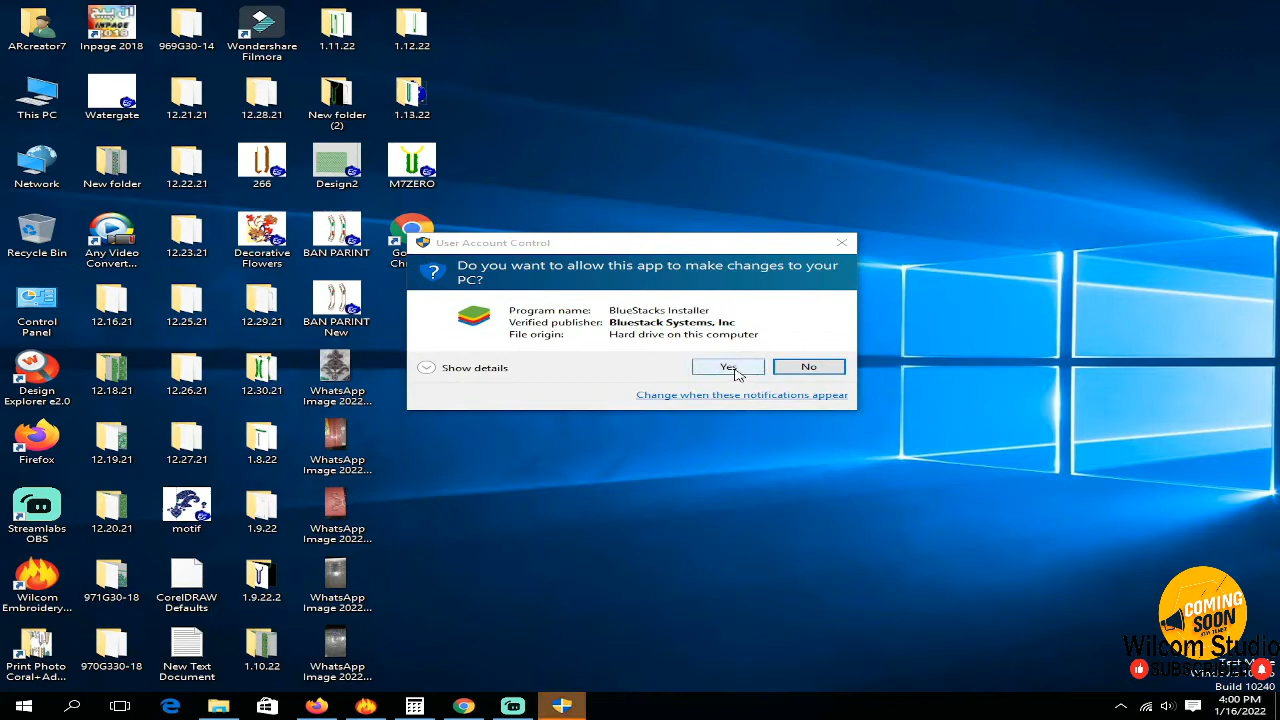 ARcreator7
Inpage 2018
969G30-14
Wondershare
Filmora
1.11.22
1.12.22
This PC
Watergate
12.21.21
12.28.21
New folder
(2)
1.13.22
Network
New folder
12.22.21
266
Design2
M7ZERO
Recycle Bin
Any Video
Convert...
12.23.21
Decorative
Flowers
BAN PARINT
Go
Chr
Control
Panel
12.16.21
12.25.21
12.29.21
BAN PARINT
New
Design
Explorer e2.0
12.18.21
12.26.21
12.30.21
WhatsApp
Image 2022...
Firefox
12.19.21
12.27.21
1.8.22
WhatsApp
Image 2022...
Streamlabs
OBS
12.20.21
motif
1.9.22
WhatsApp
Image 2022...
Wilcom
Embroidery...
971G30-18
CorelDRAW
Defaults
1.9.22.2
WhatsApp
Image 2022...
Print Photo
Coral+Ad...
970G330-18
New Text
Document
1.10.22
WhatsApp
Image 2022...
User Account Control
Do you want to allow this app to make changes to your
PC?
Program name: BlueStacks Installer
Verified publisher: Bluestack Systems, Inc
File origin: Hard drive on this computer
Show details
Yes
No
Change when these notifications appear
COMING
SOON
Wilcom Studio
SUBSCRIBE
Test Mode
Build 10240
4:00 PM
1/16/2022